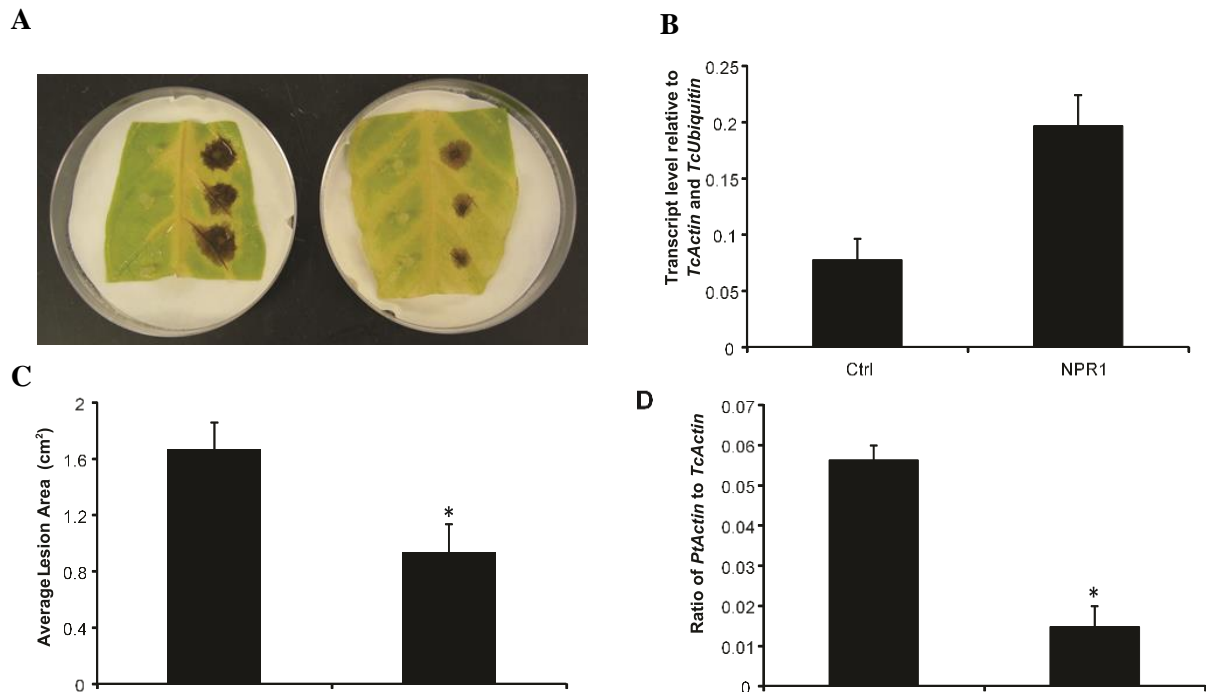 A
B
Transcript level relative to
TcActin and TcUbiquitin
0.25
0.2
0.15
0.1
0.05
0
Ctrl
NPR1
C
Average Lesion Area (cm²)
2
1.6
1.2
0.8
0.4
0
*
D
Ratio of PtActin to TcActin
0.07
0.06
0.05
0.04
0.03
0.02
0.01
0
*